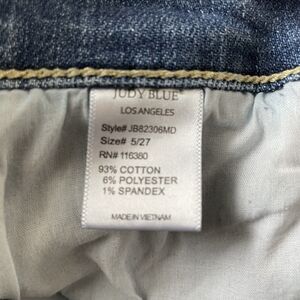 JUDY BLUE
LOS ANGELES
Style# JB82306MD
Size# 5/27
RN# 116380
93% COTTON
6% POLYESTER
1% SPANDEX
MADE IN VIETNAM